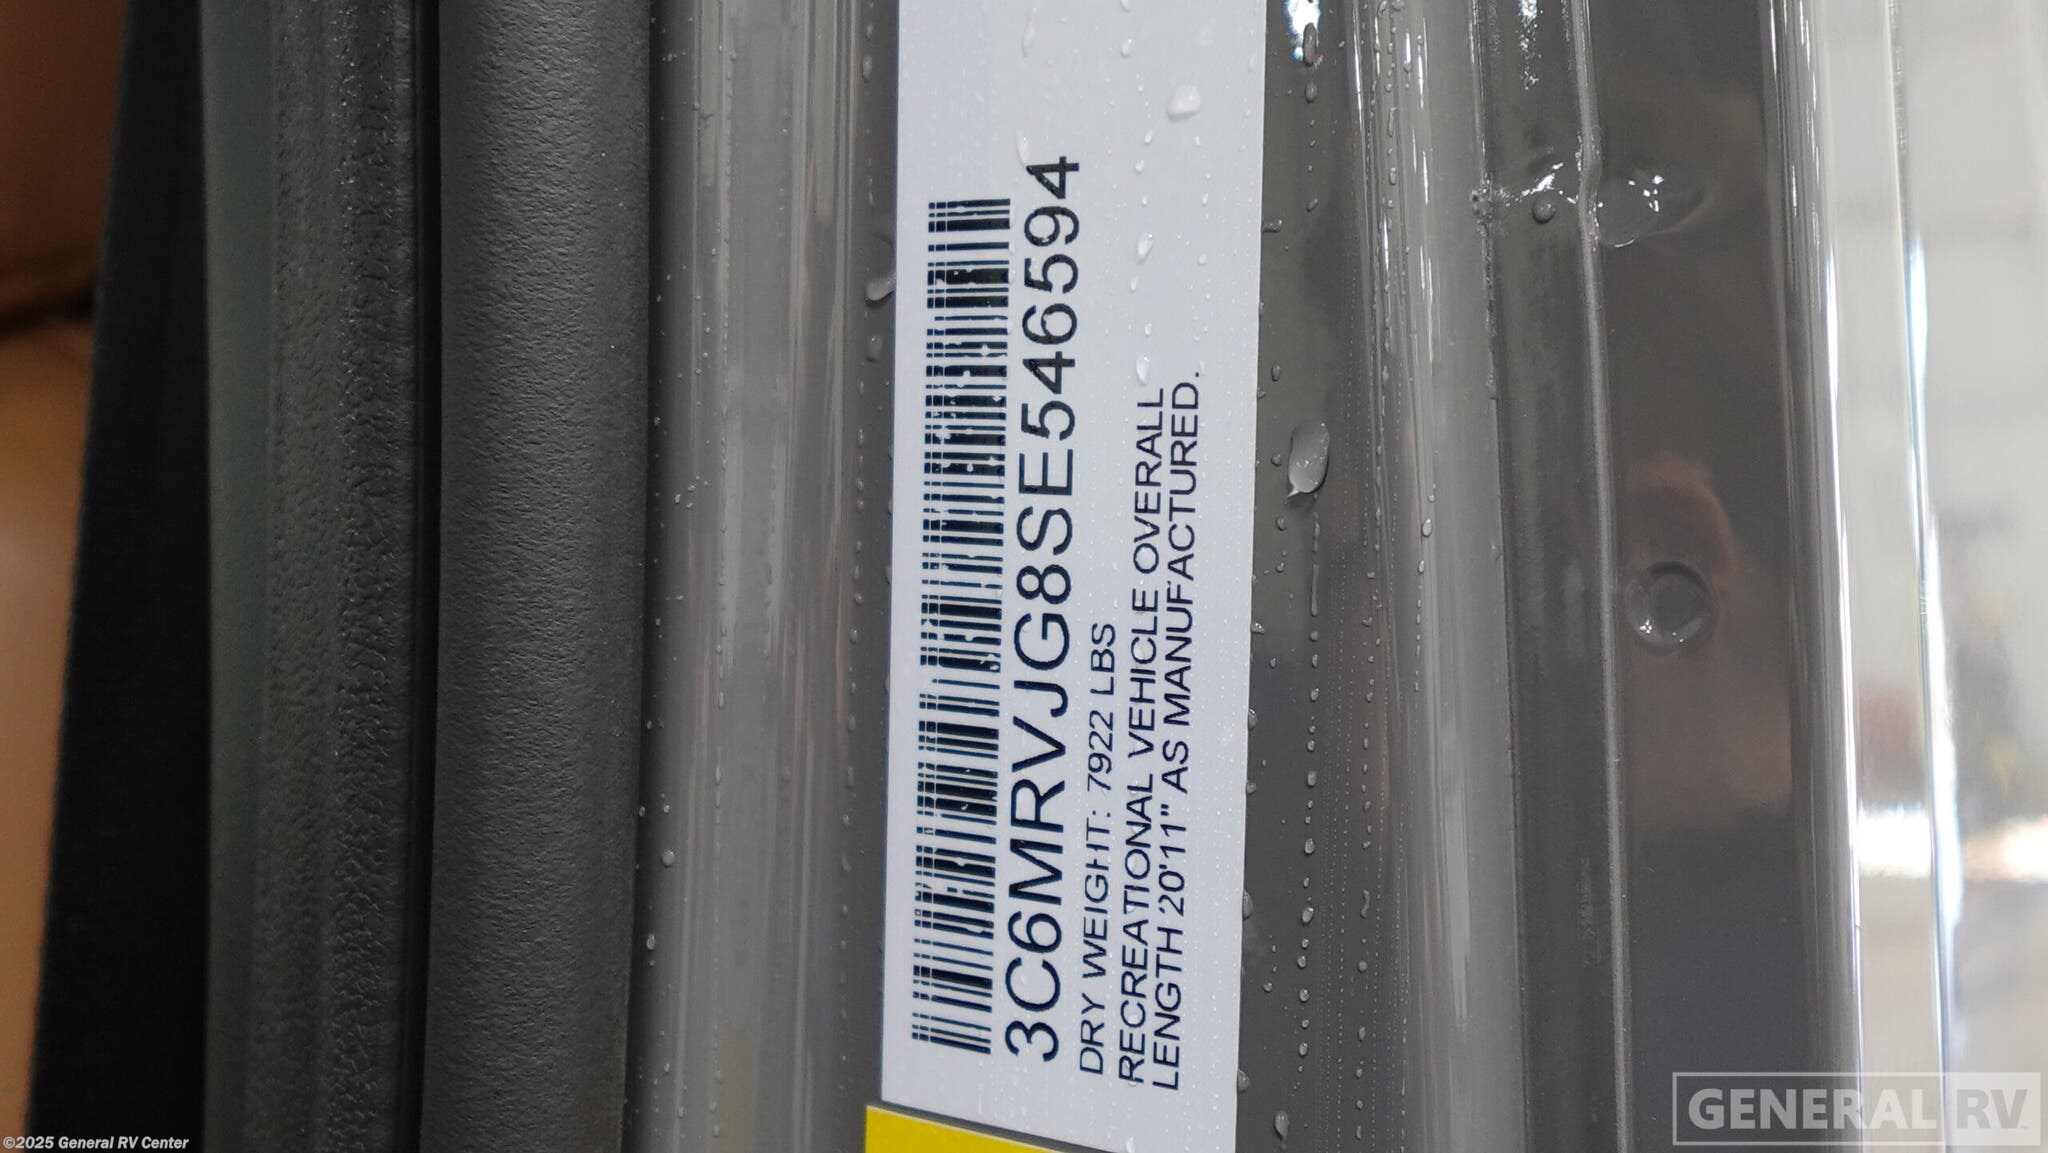 3C6MRVJG8SE546594
DRY WEIGHT: 7922 LBS
RECREATIONAL VEHICLE OVERALL
LENGTH 20'11" AS MANUFACTURED.
GENERAL RV
©2025 General RV Center